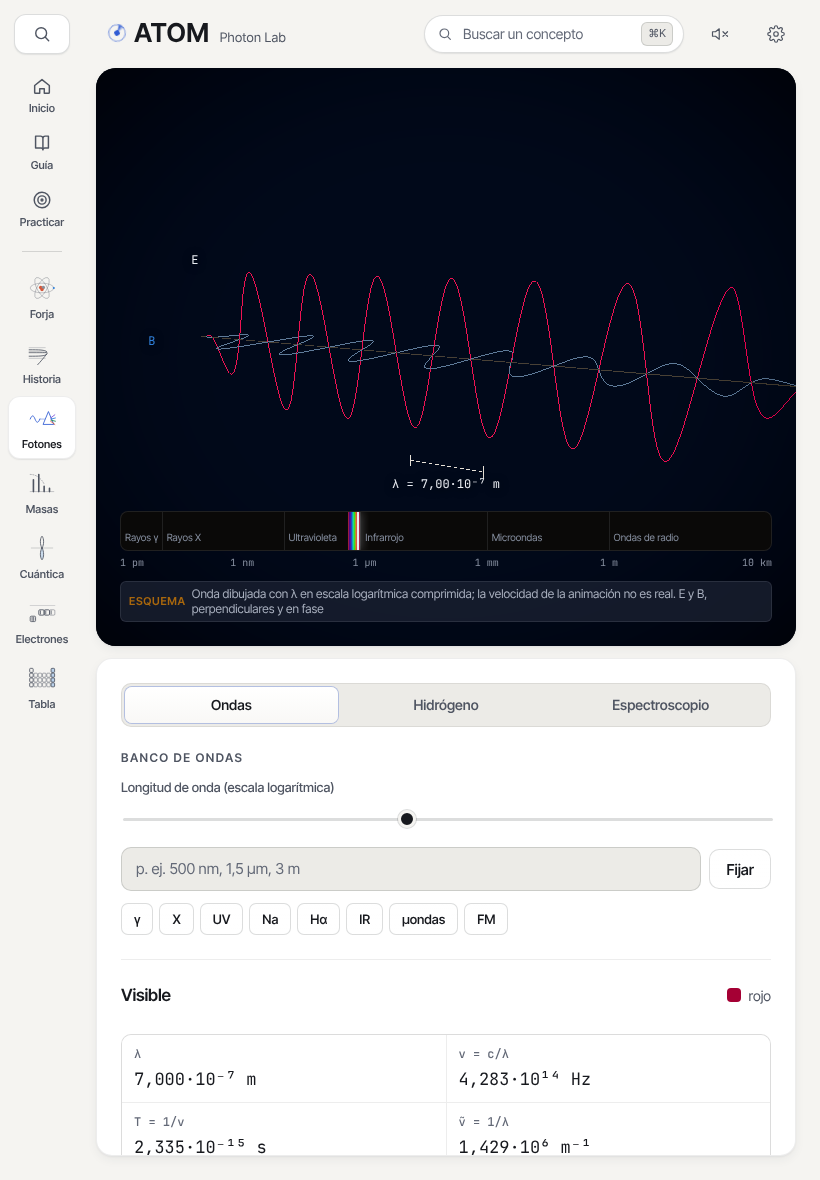 ATOM Photon Lab
Buscar un concepto ⌘K
Inicio
Guía
Practicar
Forja
Historia
Fotones
Masas
Cuántica
Electrones
Tabla
E
B
λ = 7,00·10⁻⁷ m
Rayos γ Rayos X Ultravioleta Infrarrojo Microondas Ondas de radio
1 pm 1 nm 1 µm 1 mm 1 m 10 km
ESQUEMA Onda dibujada con λ en escala logarítmica comprimida; la velocidad de la animación no es real. E y B,
perpendiculares y en fase
Ondas Hidrógeno Espectroscopio
BANCO DE ONDAS
Longitud de onda (escala logarítmica)
p. ej. 500 nm, 1,5 µm, 3 m Fijar
γ X UV Na Hα IR µondas FM
Visible rojo
λ ν = c/λ
7,000·10⁻⁷ m 4,283·10¹⁴ Hz
T = 1/ν ν̃ = 1/λ
2,335·10⁻¹⁵ s 1,429·10⁶ m⁻¹